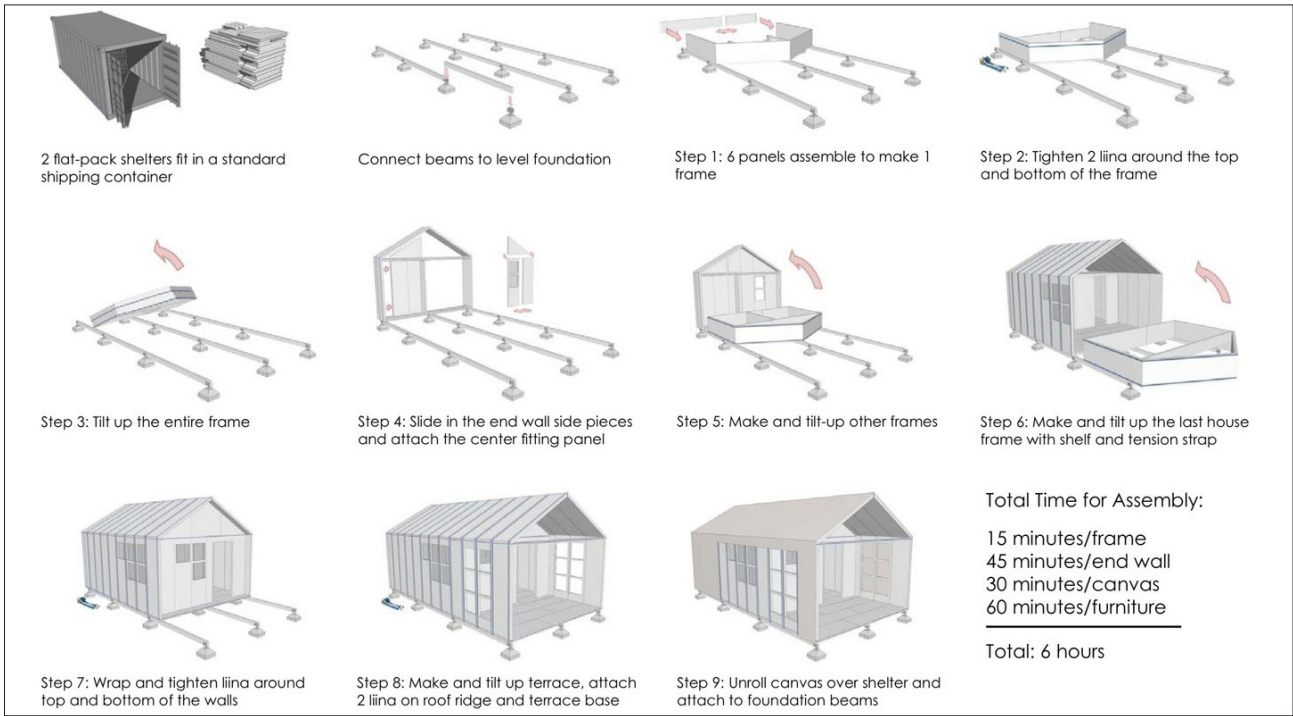 2 flat-pack shelters fit in a standard
shipping container
Connect beams to level foundation
Step 1: 6 panels assemble to make 1
frame
Step 2: Tighten 2 liina around the top
and bottom of the frame
Step 3: Tilt up the entire frame
Step 4: Slide in the end wall side pieces
and attach the center fitting panel
Step 5: Make and tilt-up other frames
Step 6: Make and tilt up the last house
frame with shelf and tension strap
Step 7: Wrap and tighten liina around
top and bottom of the walls
Step 8: Make and tilt up terrace, attach
2 liina on roof ridge and terrace base
Step 9: Unroll canvas over shelter and
attach to foundation beams
Total Time for Assembly:
15 minutes/frame
45 minutes/end wall
30 minutes/canvas
60 minutes/furniture
Total: 6 hours